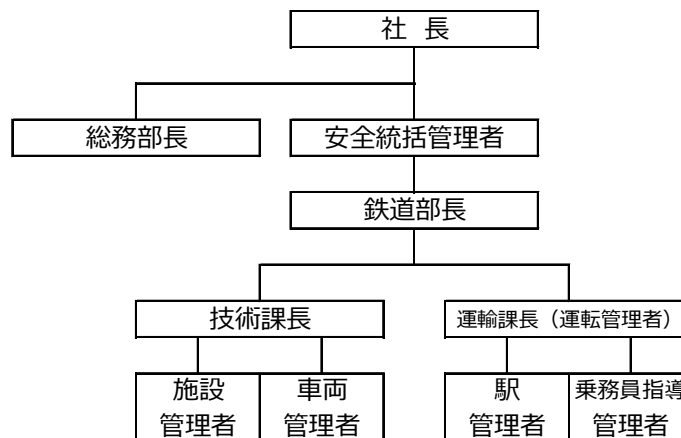 社 長
総務部長
安全統括管理者
鉄道部長
技術課長
運輸課長（運転管理者）
施設
管理者
車両
管理者
駅
管理者
乗務員指導
管理者